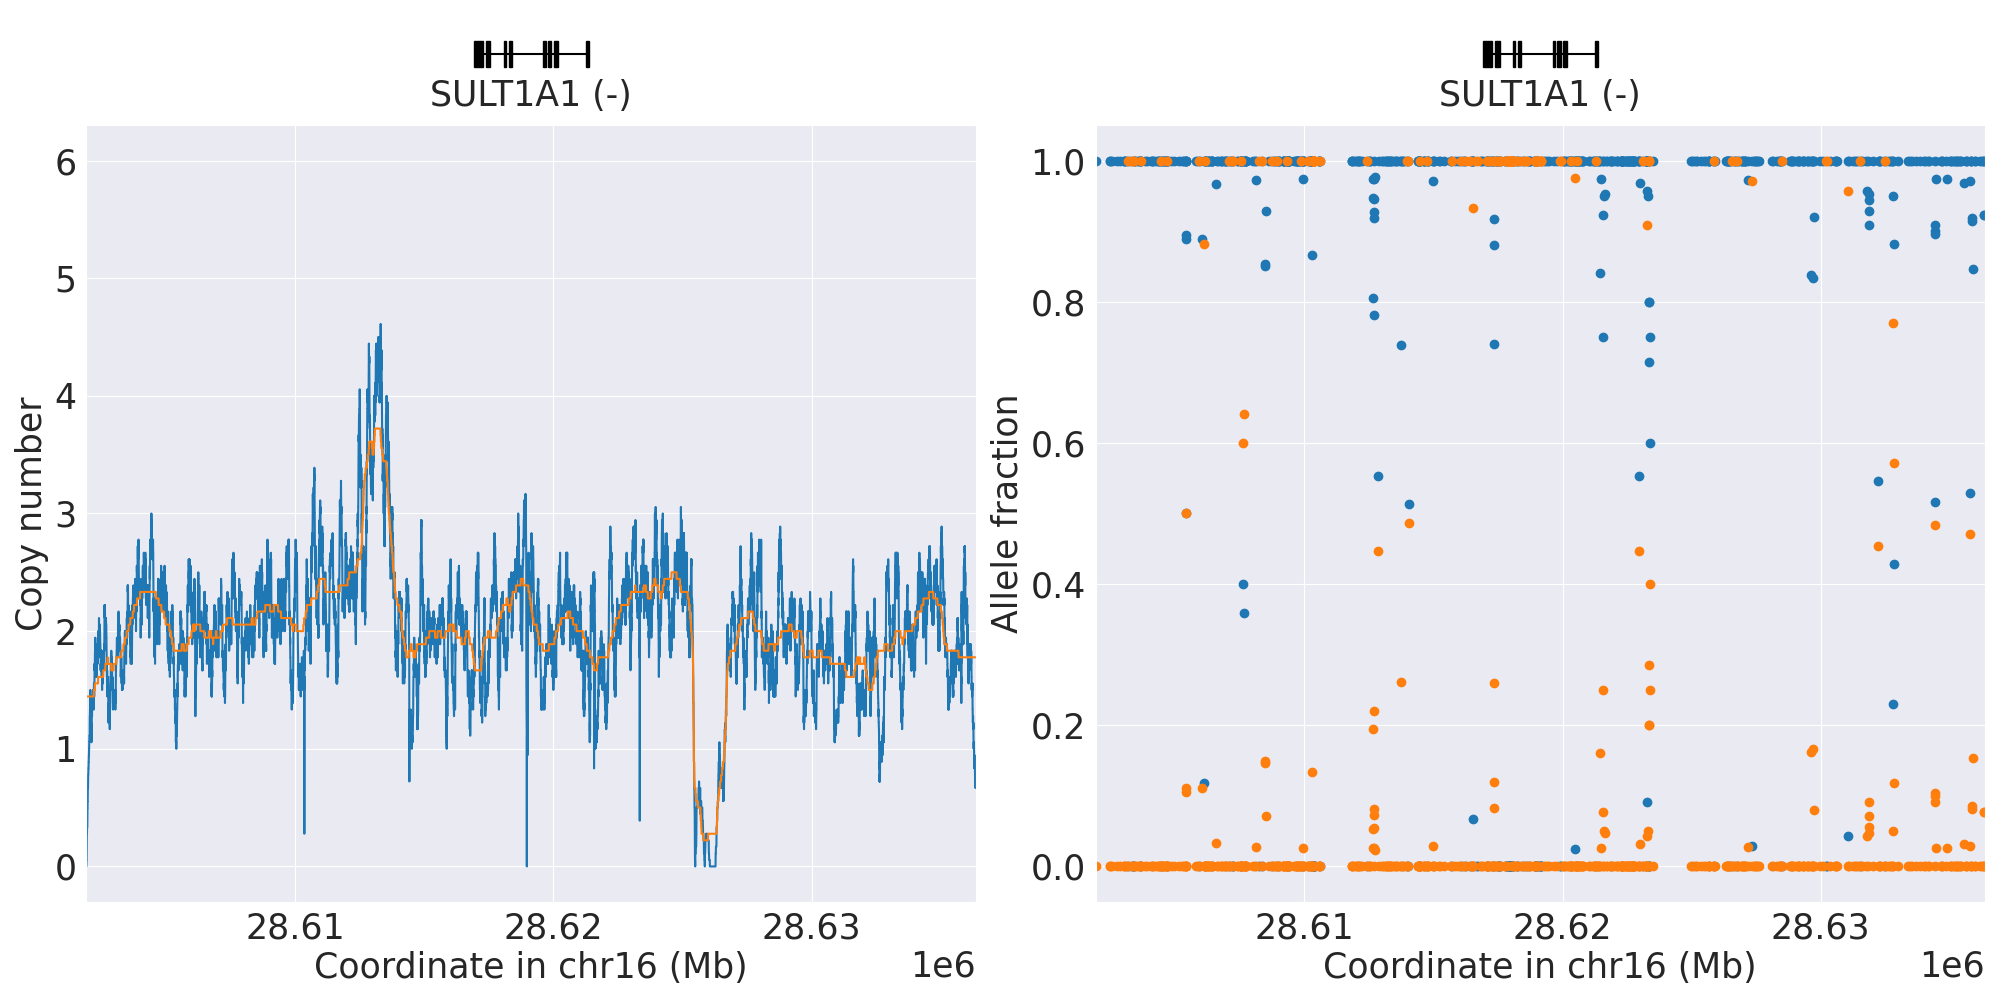 SULT1A1 (-)
6
5
4
3
2
1
0
Copy number
28.61
28.62
28.63
Coordinate in chr16 (Mb)
1e6
SULT1A1 (-)
1.0
0.8
0.6
0.4
0.2
0.0
Allele fraction
28.61
28.62
28.63
Coordinate in chr16 (Mb)
1e6